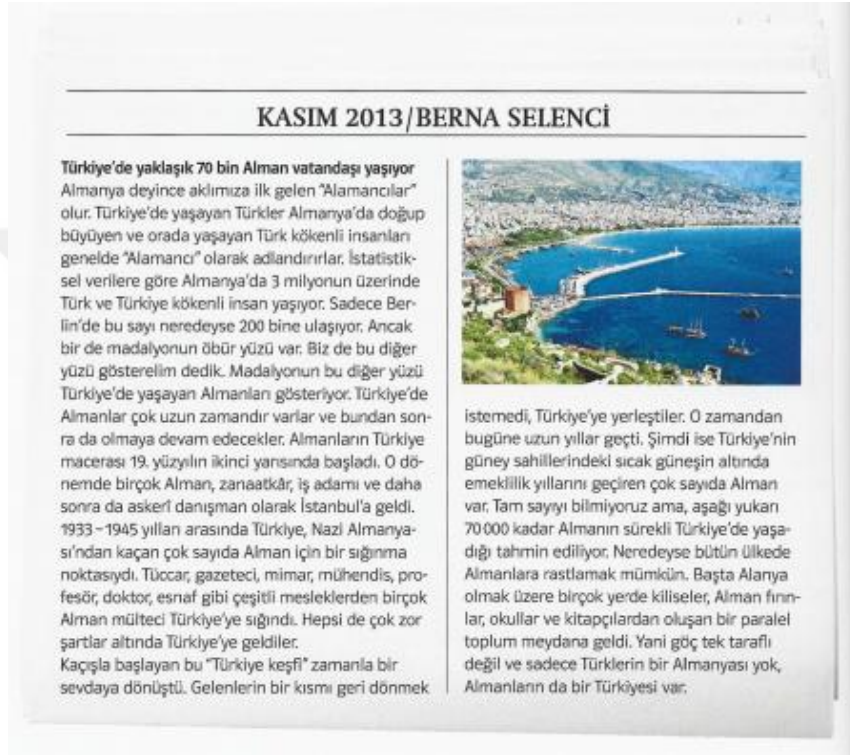 KASIM 2013/BERNA SELENCİ
Türkiye'de yaklaşık 70 bin Alman vatandaşı yaşıyor
Almanya deyince aklımıza ilk gelen "Alamancılar"
olur. Türkiye'de yaşayan Türkler Almanya'da doğup
büyüyen ve orada yaşayan Türk kökenli insanları
genelde "Alamancı" olarak adlandırırlar. İstatistik-
sel verilere göre Almanya'da 3 milyonun üzerinde
Türk ve Türkiye kökenli insan yaşıyor. Sadece Ber-
lin'de bu sayı neredeyse 200 bine ulaşıyor. Ancak
bir de madalyonun öbür yüzü var. Biz de bu diğer
yüzü gösterelim dedik. Madalyonun bu diğer yüzü
Türkiye'de yaşayan Almanları gösteriyor. Türkiye'de
Almanlar çok uzun zamandır varlar ve bundan son-
ra da olmaya devam edecekler. Almanların Türkiye
macerası 19. yüzyılın ikinci yarısında başladı. O dö-
nemde birçok Alman, zanaatkâr, iş adamı ve daha
sonra da askerî danışman olarak İstanbul'a geldi.
1933–1945 yılları arasında Türkiye, Nazi Almanya-
sı'ndan kaçan çok sayıda Alman için bir sığınma
noktasıydı. Tüccar, gazeteci, mimar, mühendis, pro-
fesör, doktor, esnaf gibi çeşitli mesleklerden birçok
Alman mülteci Türkiye'ye sığındı. Hepsi de çok zor
şartlar altında Türkiye'ye geldiler.
Kaçışla başlayan bu "Türkiye keşfi" zamanla bir
sevdaya dönüştü. Gelenlerin bir kısmı geri dönmek
istemedi, Türkiye'ye yerleştiler. O zamandan
bugüne uzun yıllar geçti. Şimdi ise Türkiye'nin
güney sahillerindeki sıcak güneşin altında
emeklilik yıllarını geçiren çok sayıda Alman
var. Tam sayıyı bilmiyoruz ama, aşağı yukarı
70 000 kadar Almanın sürekli Türkiye'de yaşa-
dığı tahmin ediliyor. Neredeyse bütün ülkede
Almanlara rastlamak mümkün. Başta Alanya
olmak üzere birçok yerde kiliseler, Alman fırın-
lar, okullar ve kitapçılardan oluşan bir paralel
toplum meydana geldi. Yani göç tek taraflı
değil ve sadece Türklerin bir Almanyası yok,
Almanların da bir Türkiyesi var.